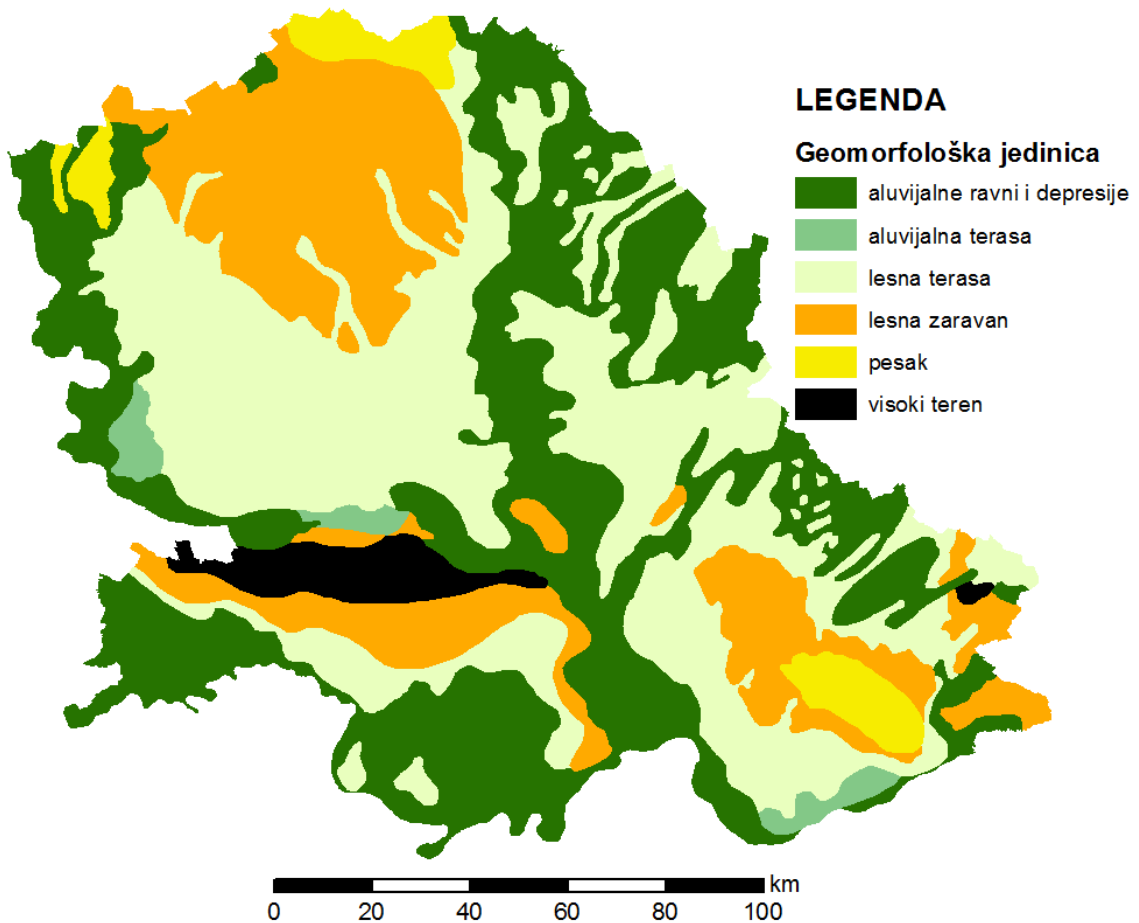 LEGENDA
Geomorfološka jedinica
aluvijalne ravni i depresije
aluvijalna terasa
lesna terasa
lesna zaravan
pesak
visoki teren
km
0 20 40 60 80 100